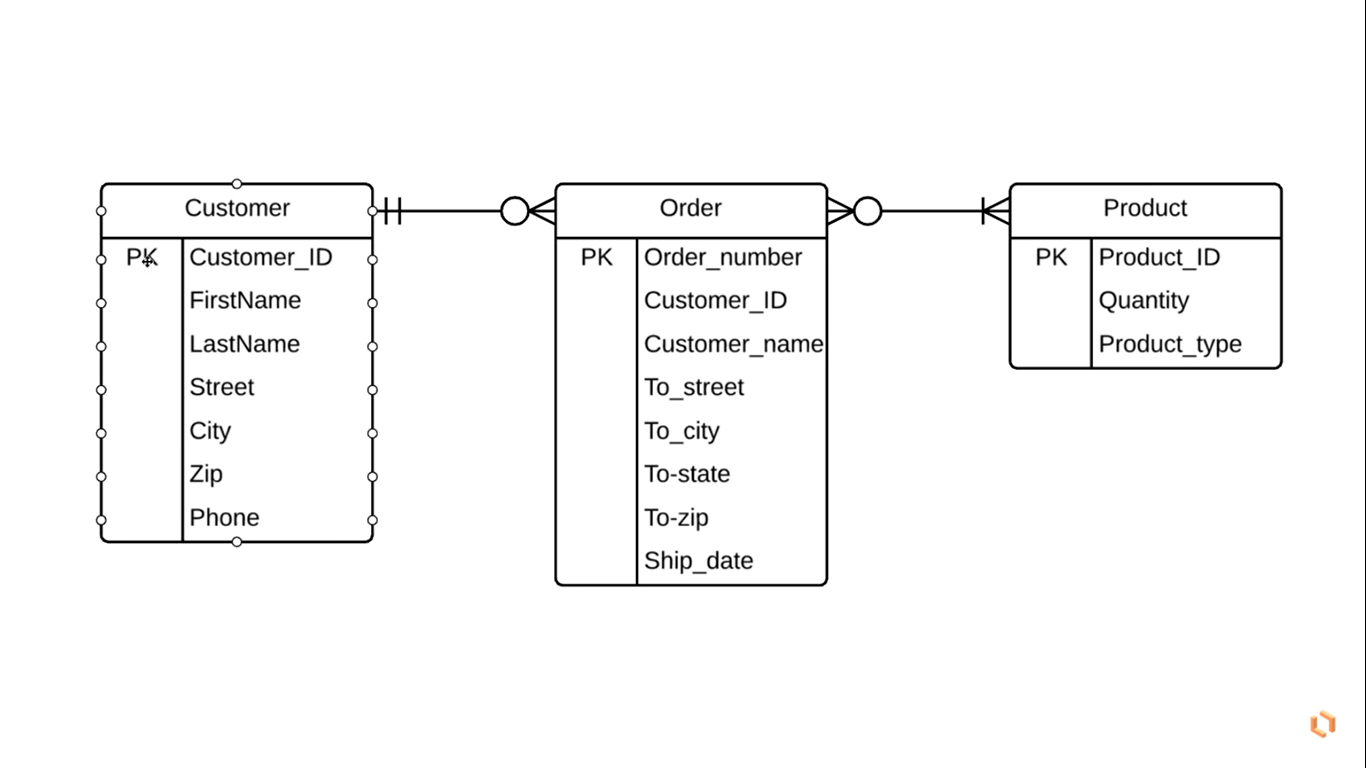 Customer
PK Customer_ID
FirstName
LastName
Street
City
Zip
Phone
Order
PK Order_number
Customer_ID
Customer_name
To_street
To_city
To-state
To-zip
Ship_date
Product
PK Product_ID
Quantity
Product_type